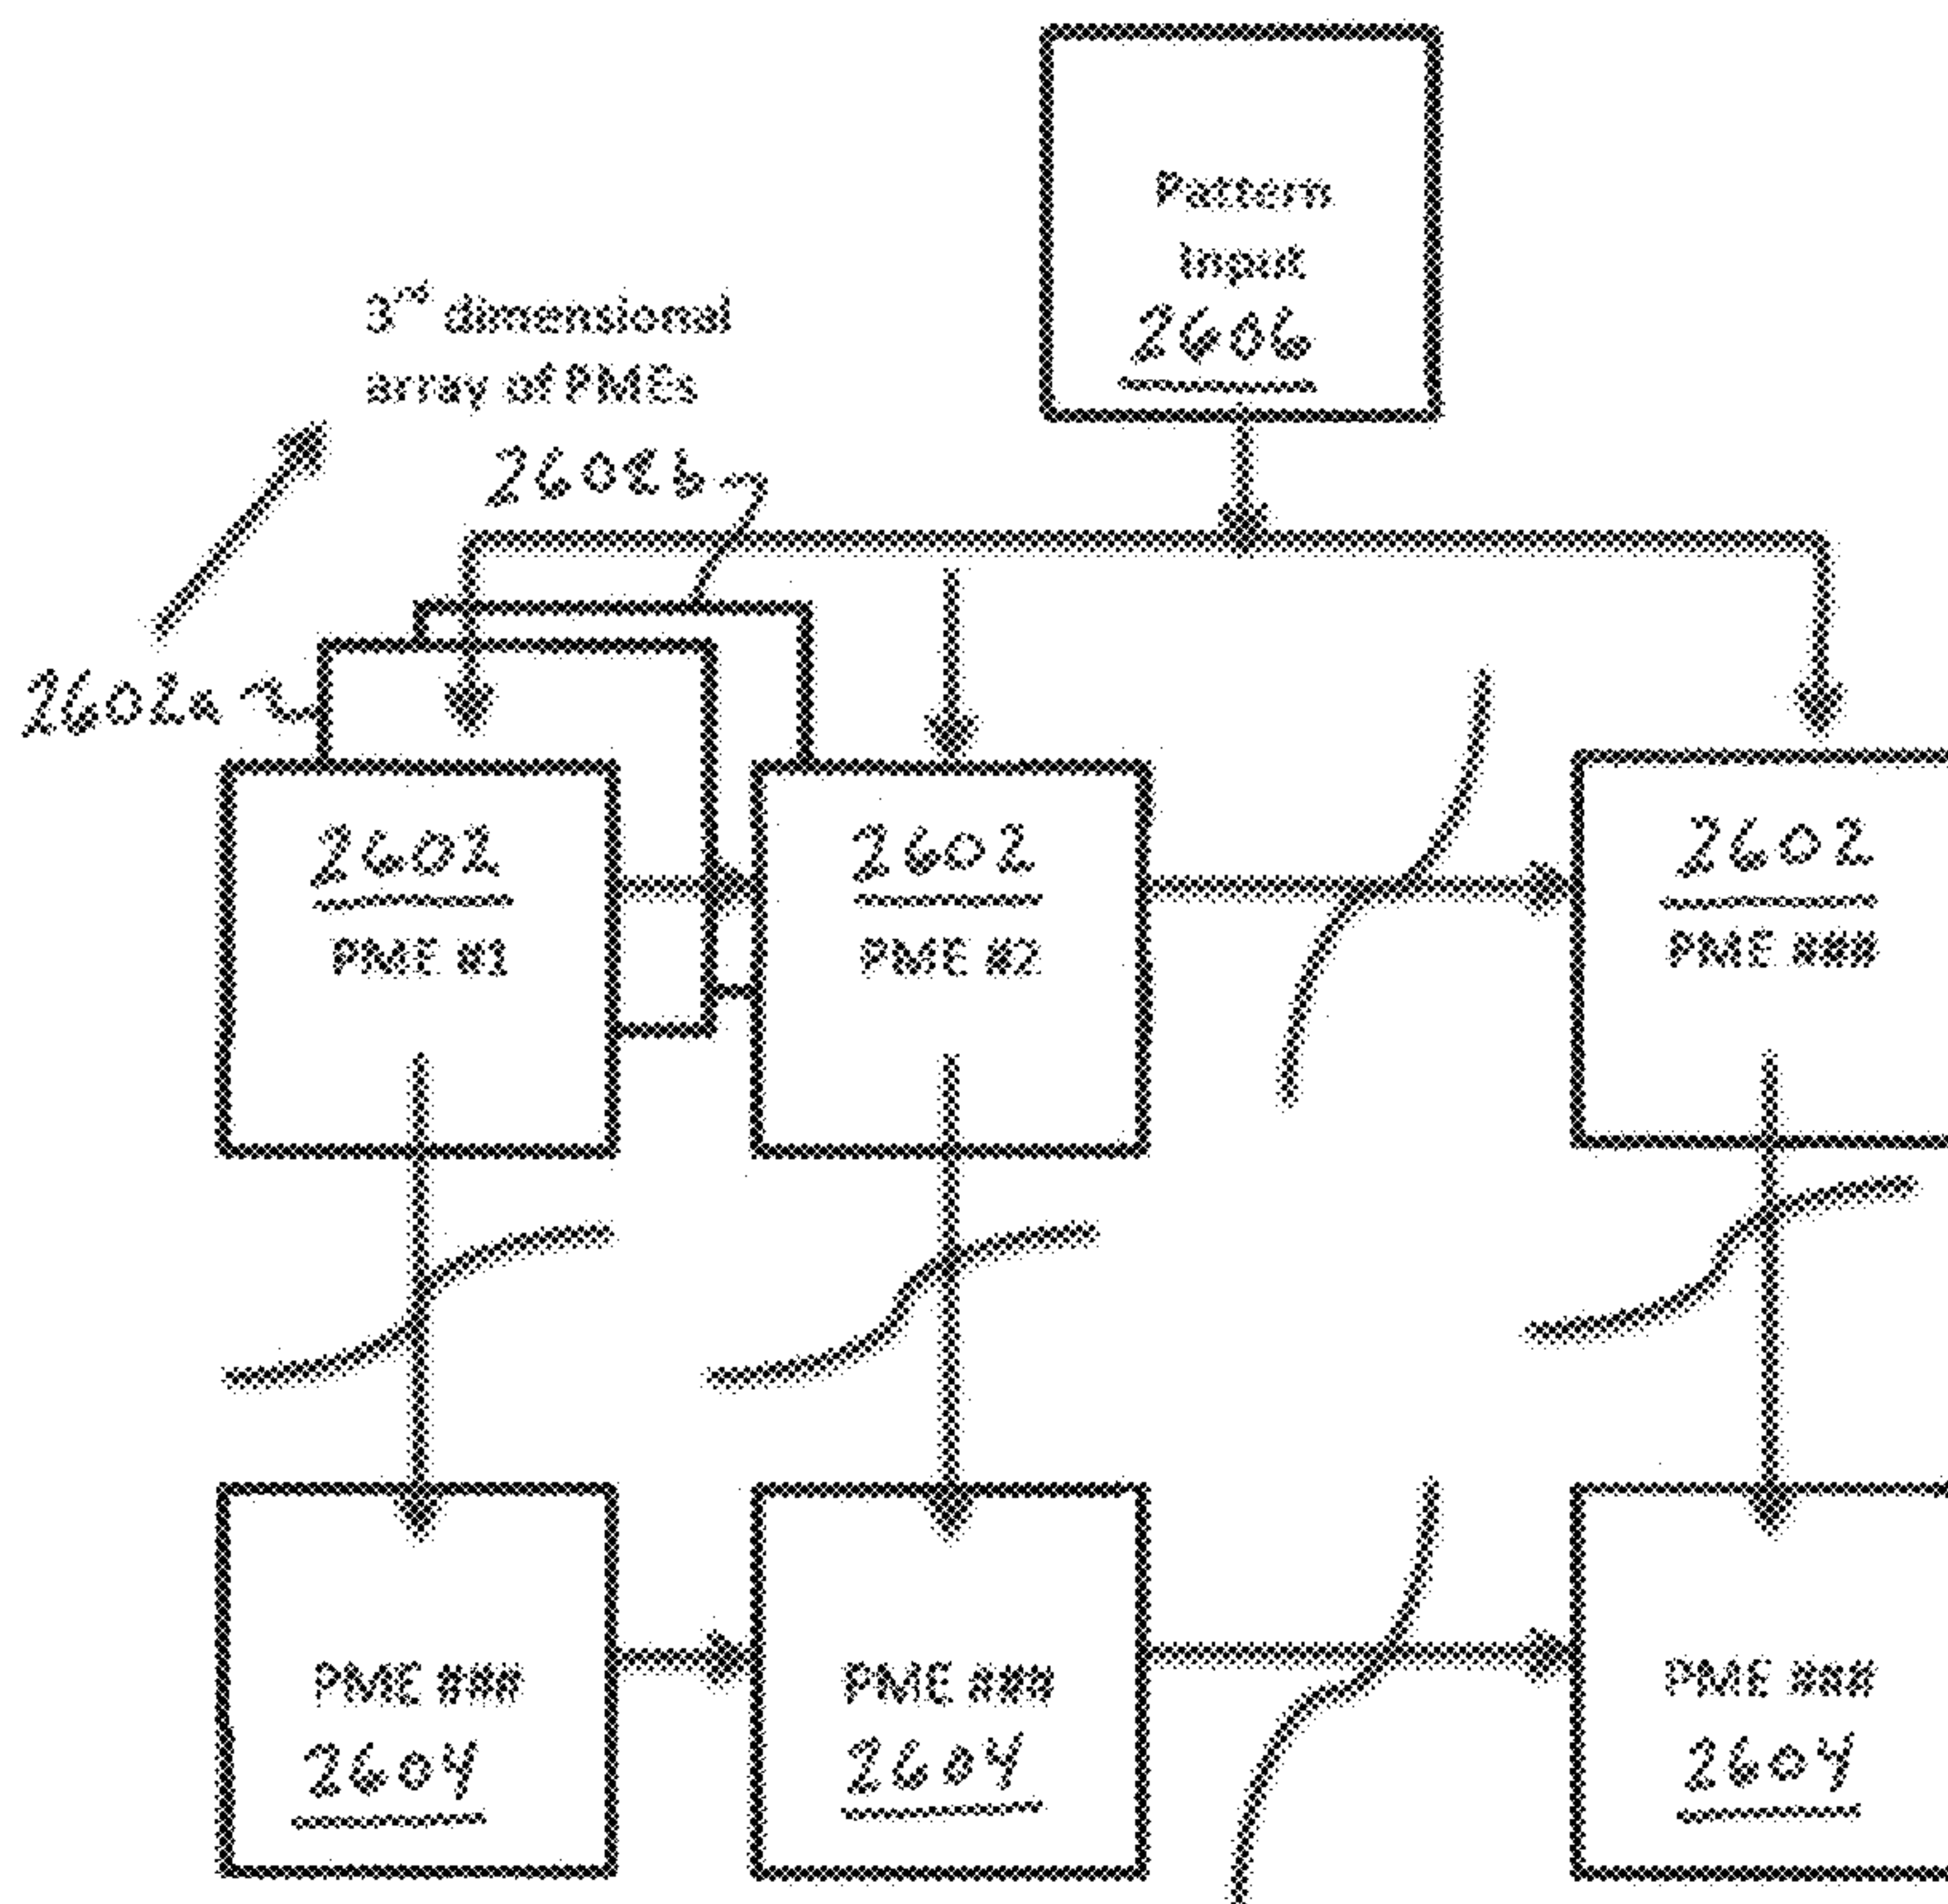 Pattern
Input
2606
3rd dimensional
array of PMEs
2602b
2602a
2602
PME #1
2602
PME #2
2602
PME ###
PME ###
2604
PME ###
2604
PME ###
2604